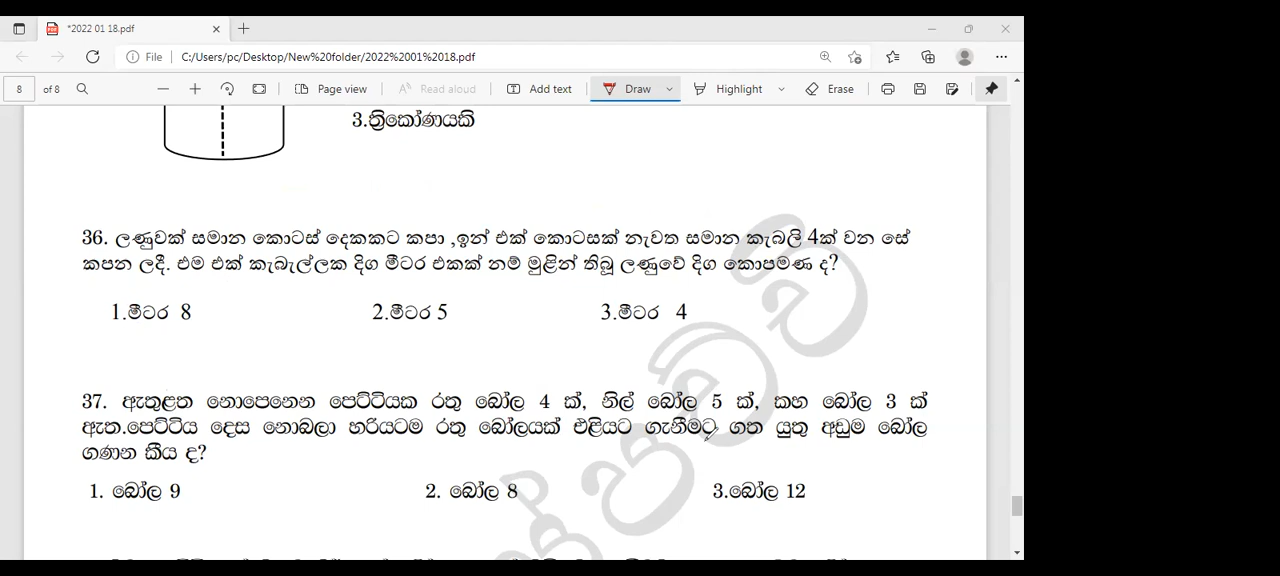 *2022 01 18.pdf
File C:/Users/pc/Desktop/New%20folder/2022%2001%2018.pdf
8 of 8 Page view Read aloud Add text Draw Highlight Erase
3.ත්‍රිකෝණයකි
36. ලණුවක් සමාන කොටස් දෙකකට කපා ,ඉන් එක් කොටසක් නැවත සමාන කැබලි 4ක් වන සේ
කපන ලදී. එම එක් කැබැල්ලක දිග මීටර එකක් නම් මුළින් තිබූ ලණුවේ දිග කොපමණ ද?
1.මීටර 8 2.මීටර 5 3.මීටර 4
37. ඇතුළත නොපෙනෙන පෙට්ටියක රතු බෝල 4 ක්, නිල් බෝල 5 ක්, කහ බෝල 3 ක්
ඇත.පෙට්ටිය දෙස නොබලා හරියටම රතු බෝලයක් එළියට ගැනීමට ගත යුතු අඩුම බෝල
ගණන කීය ද?
1. බෝල 9 2. බෝල 8 3.බෝල 12